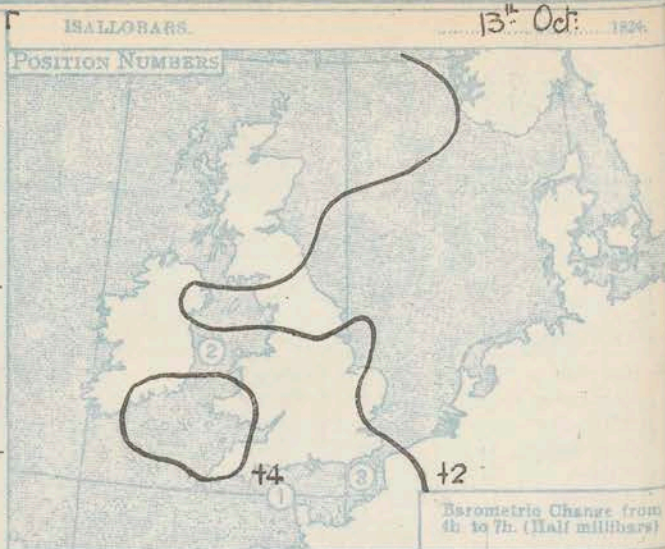 ISALLOBARS. 13th Oct: 1924.
POSITION NUMBERS
2
+4
1
3
+2
Barometric Change from
4h. to 7h. (Half millibars)